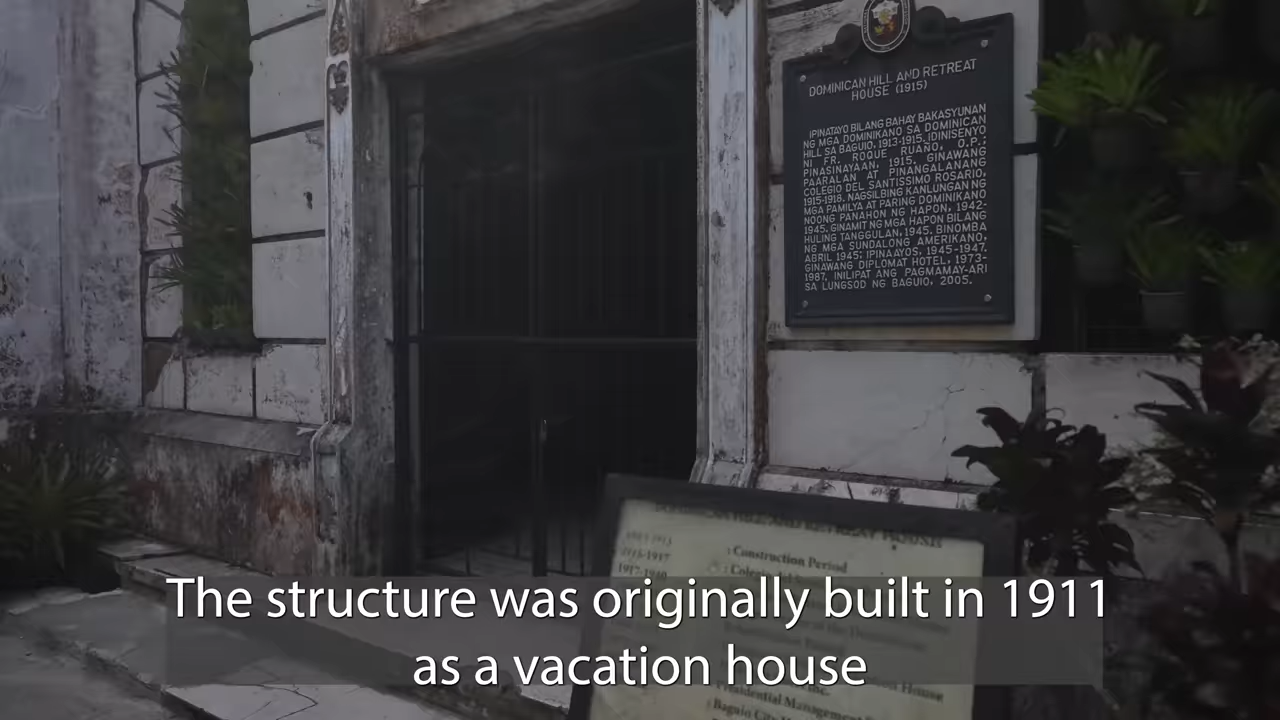 DOMINICAN HILL AND RETREAT
HOUSE (1915)
IPINATAYO BILANG BAHAY BAKASYUNAN
NG MGA DOMINIKANO SA DOMINICAN
HILL SA BAGUIO, 1913-1915. IDINISENYO
NI FR. ROQUE RUAÑO, O.P.;
PINASINAYAAN, 1915. GINAWANG
PAARALAN AT PINANGALANANG
COLEGIO DEL SANTISSIMO ROSARIO,
1915-1918. NAGSILBING KANLUNGAN NG
MGA PAMILYA AT PARING DOMINIKANO
NOONG PANAHON NG HAPON, 1942-
1945. GINAMIT NG MGA HAPON BILANG
HULING TANGGULAN, 1945. BINOMBA
NG MGA SUNDALONG AMERIKANO,
ABRIL 1945; IPINAAYOS, 1945-1947.
GINAWANG DIPLOMAT HOTEL, 1973-
1987. INILIPAT ANG PAGMAMAY-ARI
SA LUNGSOD NG BAGUIO, 2005.
: Construction Period
The structure was originally built in 1911
as a vacation house
Presidential Management